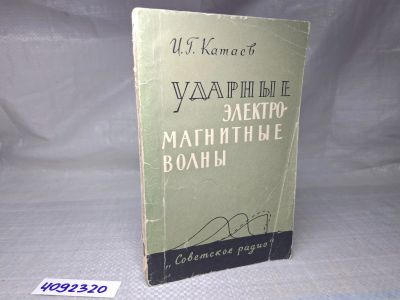 И.Г. Катаев
УДАРНЫЕ
ЭЛЕКТРО-
МАГНИТНЫЕ
ВОЛНЫ
"Советское радио"
4092320